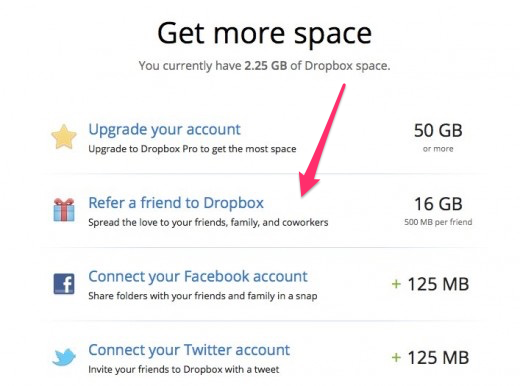 Get more space
You currently have 2.25 GB of Dropbox space.
Upgrade your account
50 GB
Upgrade to Dropbox Pro to get the most space
or more
Refer a friend to Dropbox
16 GB
Spread the love to your friends, family, and coworkers
500 MB per friend
Connect your Facebook account
+ 125 MB
Share folders with your friends and family in a snap
Connect your Twitter account
+ 125 MB
Invite your friends to Dropbox with a tweet